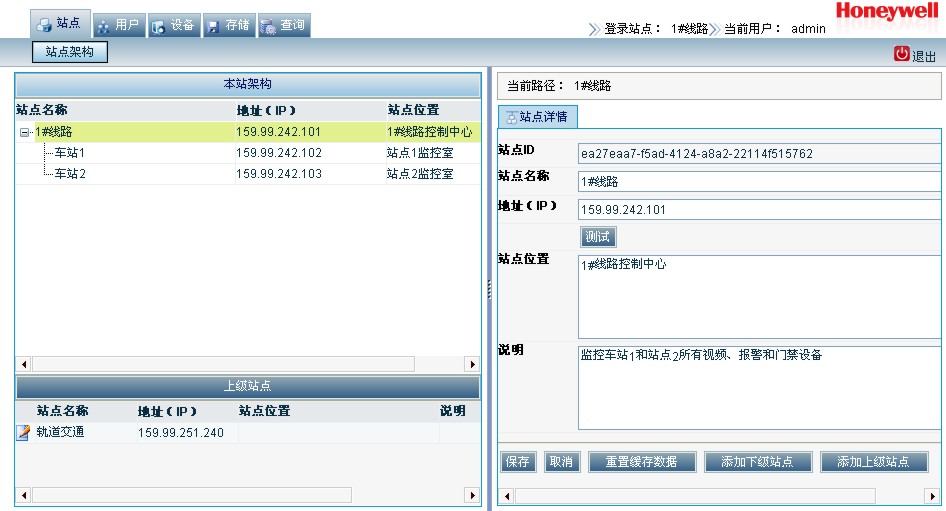 站点 用户 设备 存储 查询
Honeywell
登录站点： 1#线路 当前用户： admin
站点架构
退出
本站架构
站点名称 地址（IP） 站点位置
1#线路 159.99.242.101 1#线路控制中心
车站1 159.99.242.102 站点1监控室
车站2 159.99.242.103 站点2监控室
上级站点
站点名称 地址（IP） 站点位置 说明
轨道交通 159.99.251.240
当前路径： 1#线路
站点详情
站点ID ea27eaa7-f5ad-4124-a8a2-22114f515762
站点名称 1#线路
地址（IP） 159.99.242.101
测试
站点位置 1#线路控制中心
说明 监控车站1和站点2所有视频、报警和门禁设备
保存 取消 重置缓存数据 添加下级站点 添加上级站点